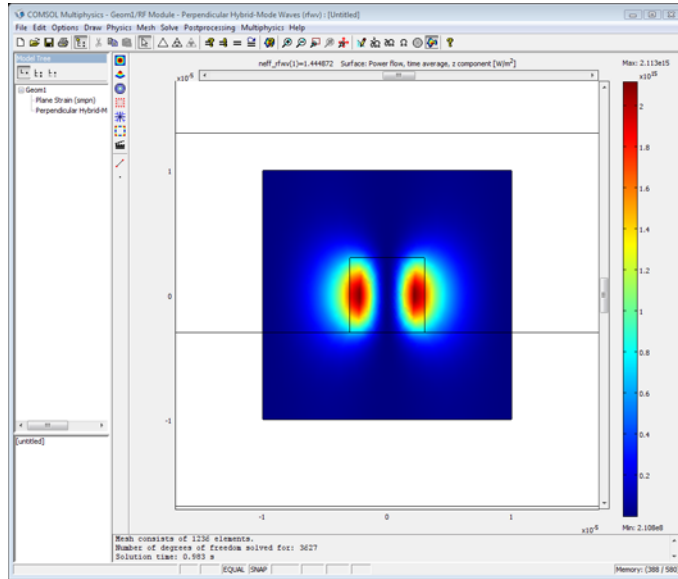 COMSOL Multiphysics - Geom1/RF Module - Perpendicular Hybrid-Mode Waves (rfwv) : [Untitled]
File Edit Options Draw Physics Mesh Solve Postprocessing Multiphysics Help
Model Tree
Geom1
Plane Strain (smpn)
Perpendicular Hybrid-M
[untitled]
neff_rfwv(1)=1.444872 Surface: Power flow, time average, z component [W/m²]
x10⁻⁵
1
0
-1
-1 0 1
x10⁻⁵
Max: 2.113e15
x10¹⁵
2
1.8
1.6
1.4
1.2
1
0.8
0.6
0.4
0.2
Min: 2.108e8
Mesh consists of 1236 elements.
Number of degrees of freedom solved for: 3627
Solution time: 0.983 s
EQUAL SNAP
Memory: (388 / 580)